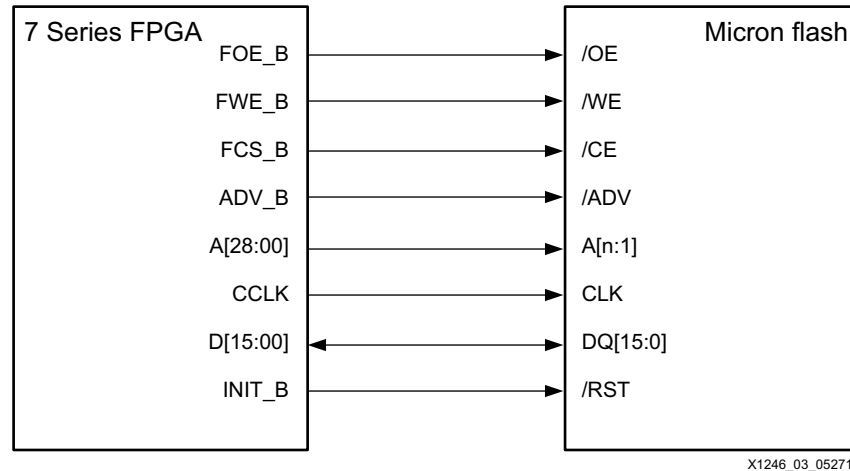 7 Series FPGA Micron flash
FOE_B /OE
FWE_B /WE
FCS_B /CE
ADV_B /ADV
A[28:00] A[n:1]
CCLK CLK
D[15:00] DQ[15:0]
INIT_B /RST
X1246_03_05271